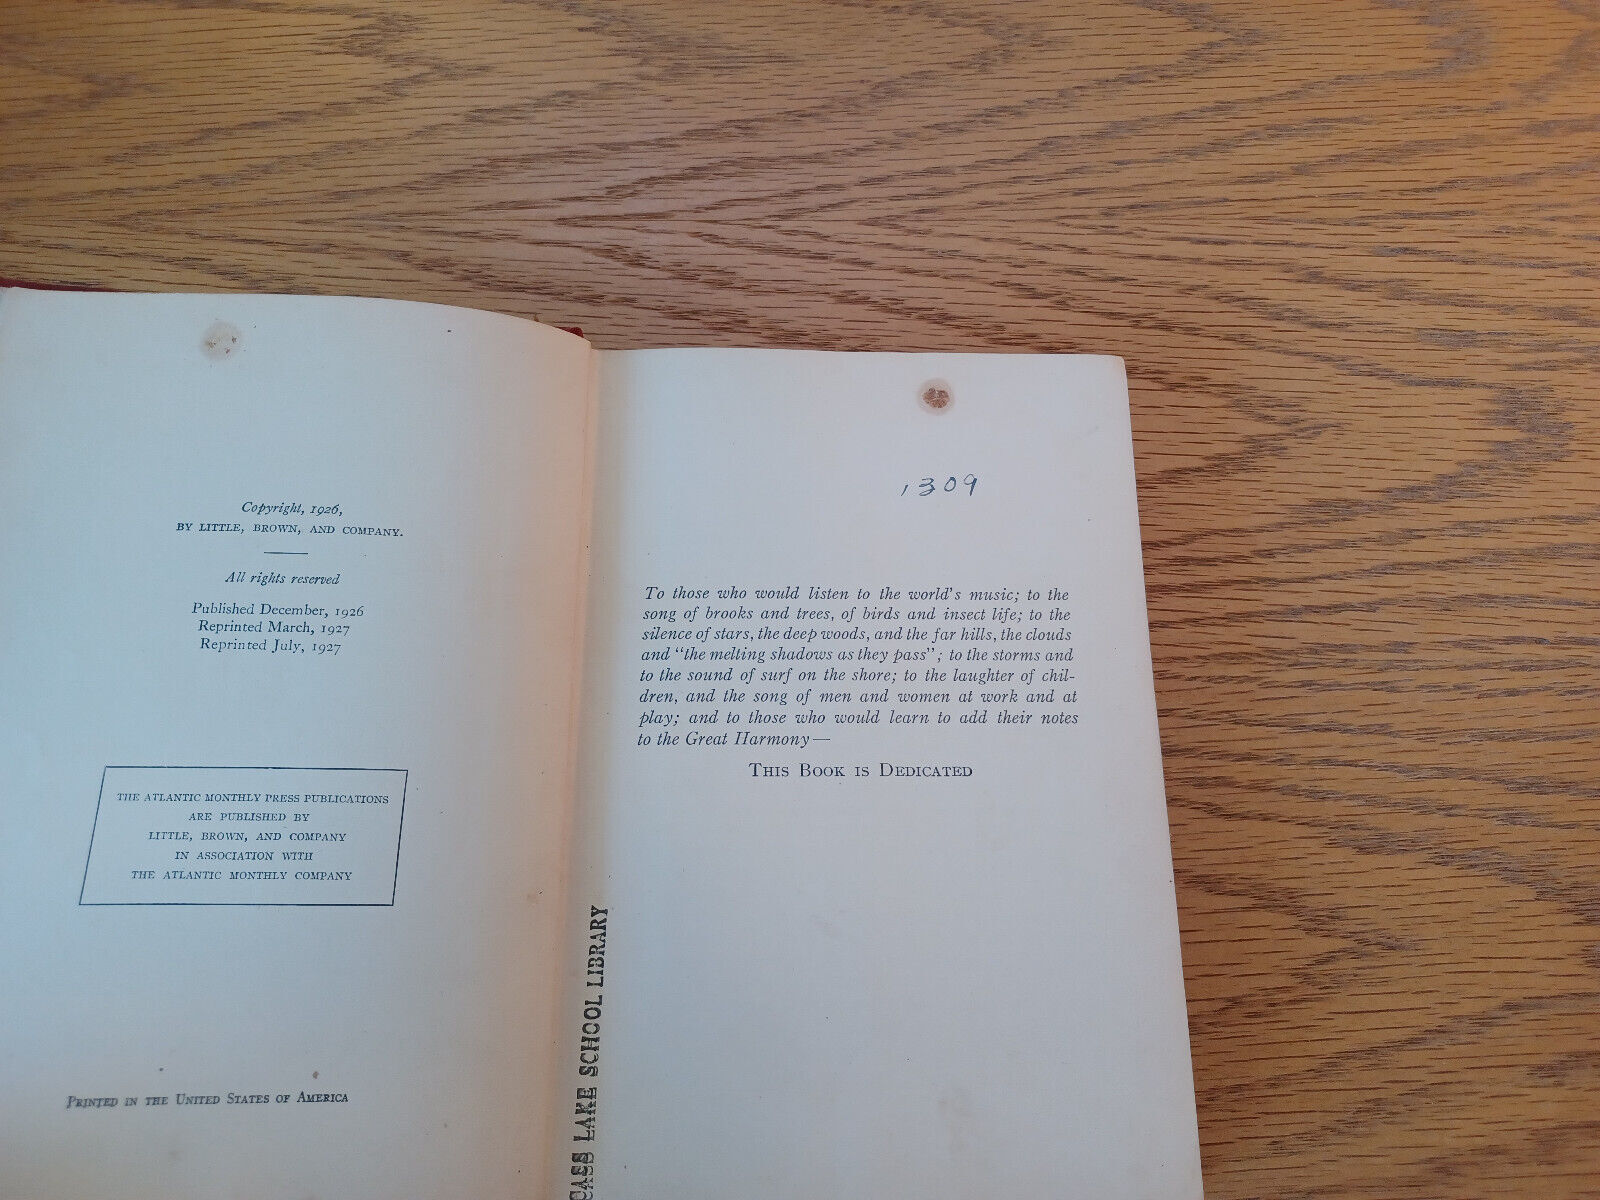 Copyright, 1926,
BY LITTLE, BROWN, AND COMPANY.
All rights reserved
Published December, 1926
Reprinted March, 1927
Reprinted July, 1927
THE ATLANTIC MONTHLY PRESS PUBLICATIONS
ARE PUBLISHED BY
LITTLE, BROWN, AND COMPANY
IN ASSOCIATION WITH
THE ATLANTIC MONTHLY COMPANY
PRINTED IN THE UNITED STATES OF AMERICA
1309
To those who would listen to the world's music; to the
song of brooks and trees, of birds and insect life; to the
silence of stars, the deep woods, and the far hills, the clouds
and "the melting shadows as they pass"; to the storms and
to the sound of surf on the shore; to the laughter of chil-
dren, and the song of men and women at work and at
play; and to those who would learn to add their notes
to the Great Harmony—
THIS BOOK IS DEDICATED
CASS LAKE SCHOOL LIBRARY